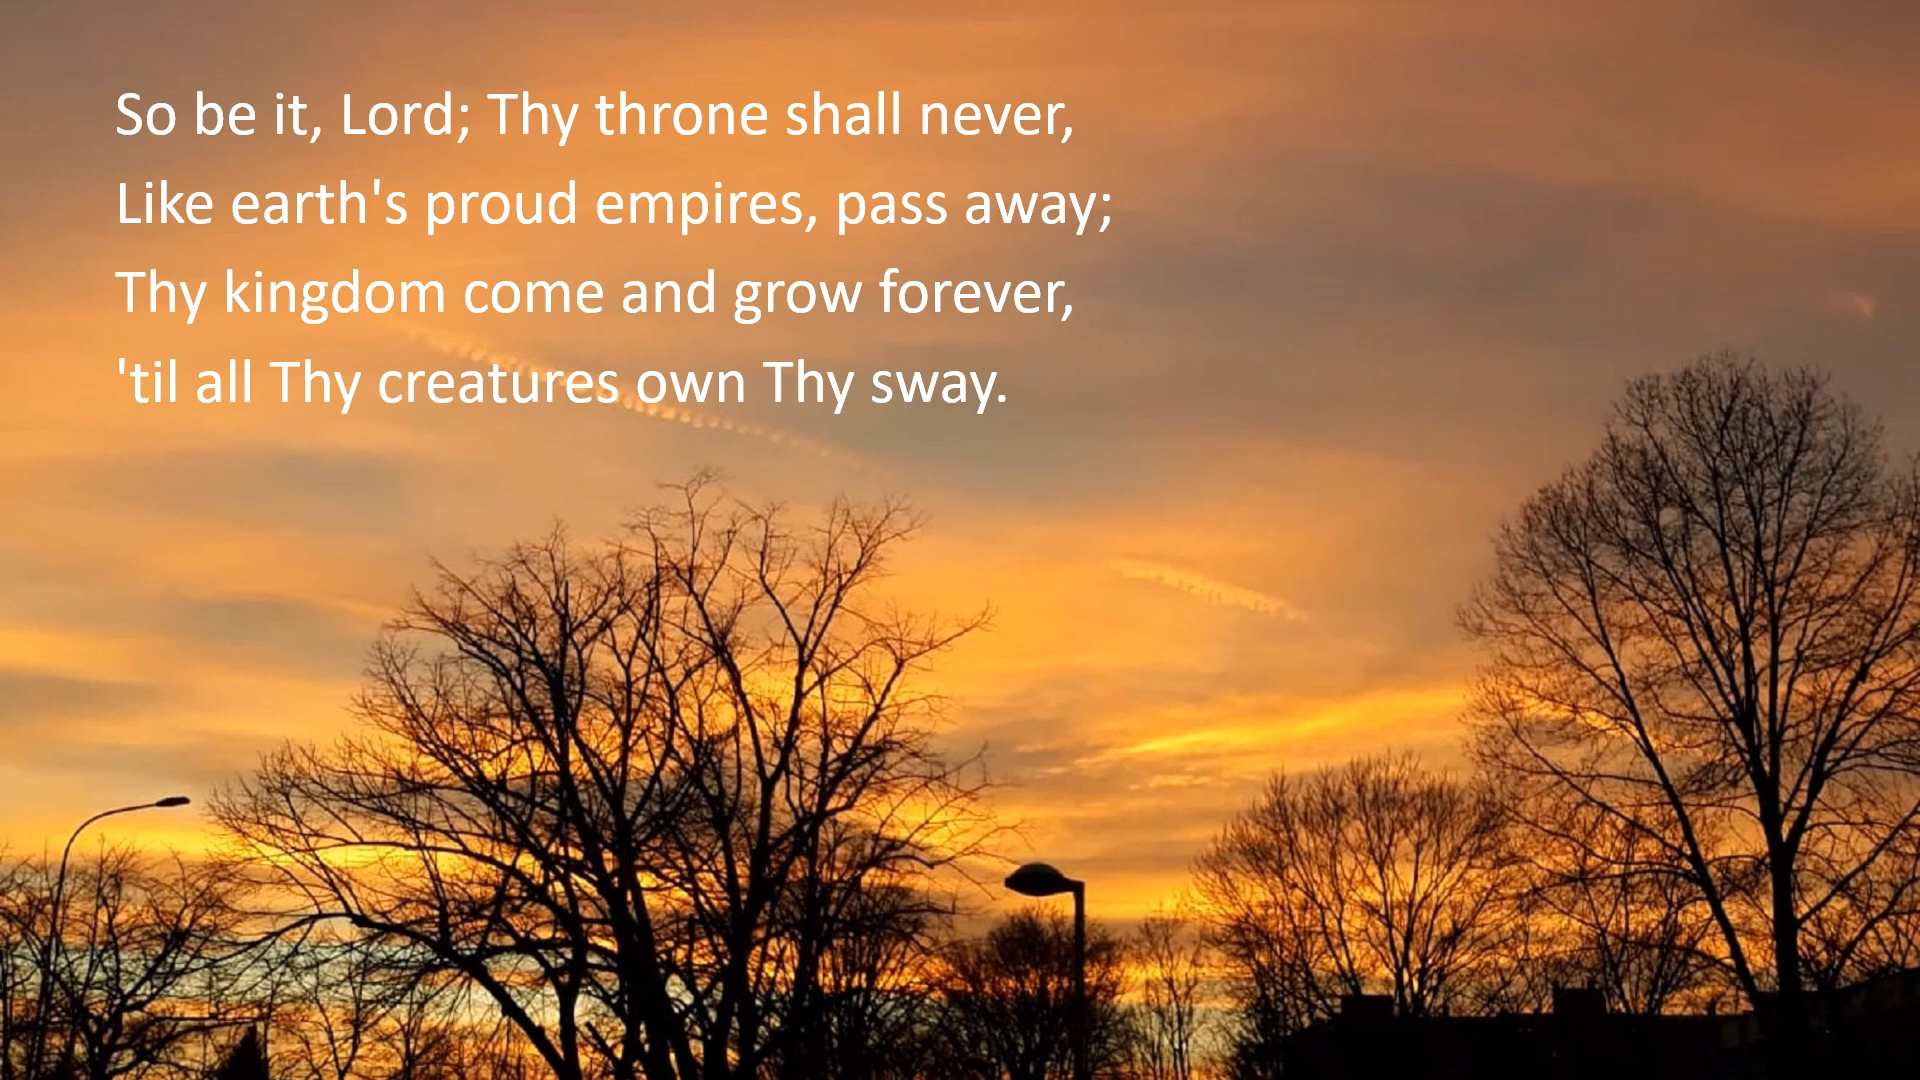 So be it, Lord; Thy throne shall never,
Like earth's proud empires, pass away;
Thy kingdom come and grow forever,
'til all Thy creatures own Thy sway.